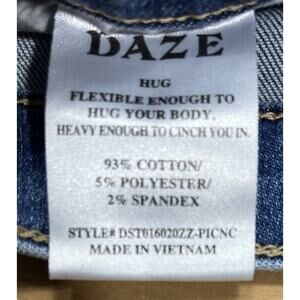 DAZE
HUG
FLEXIBLE ENOUGH TO
HUG YOUR BODY.
HEAVY ENOUGH TO CINCH YOU IN.
93% COTTON/
5% POLYESTER/
2% SPANDEX
STYLE# DST016020ZZ-PICNC
MADE IN VIETNAM